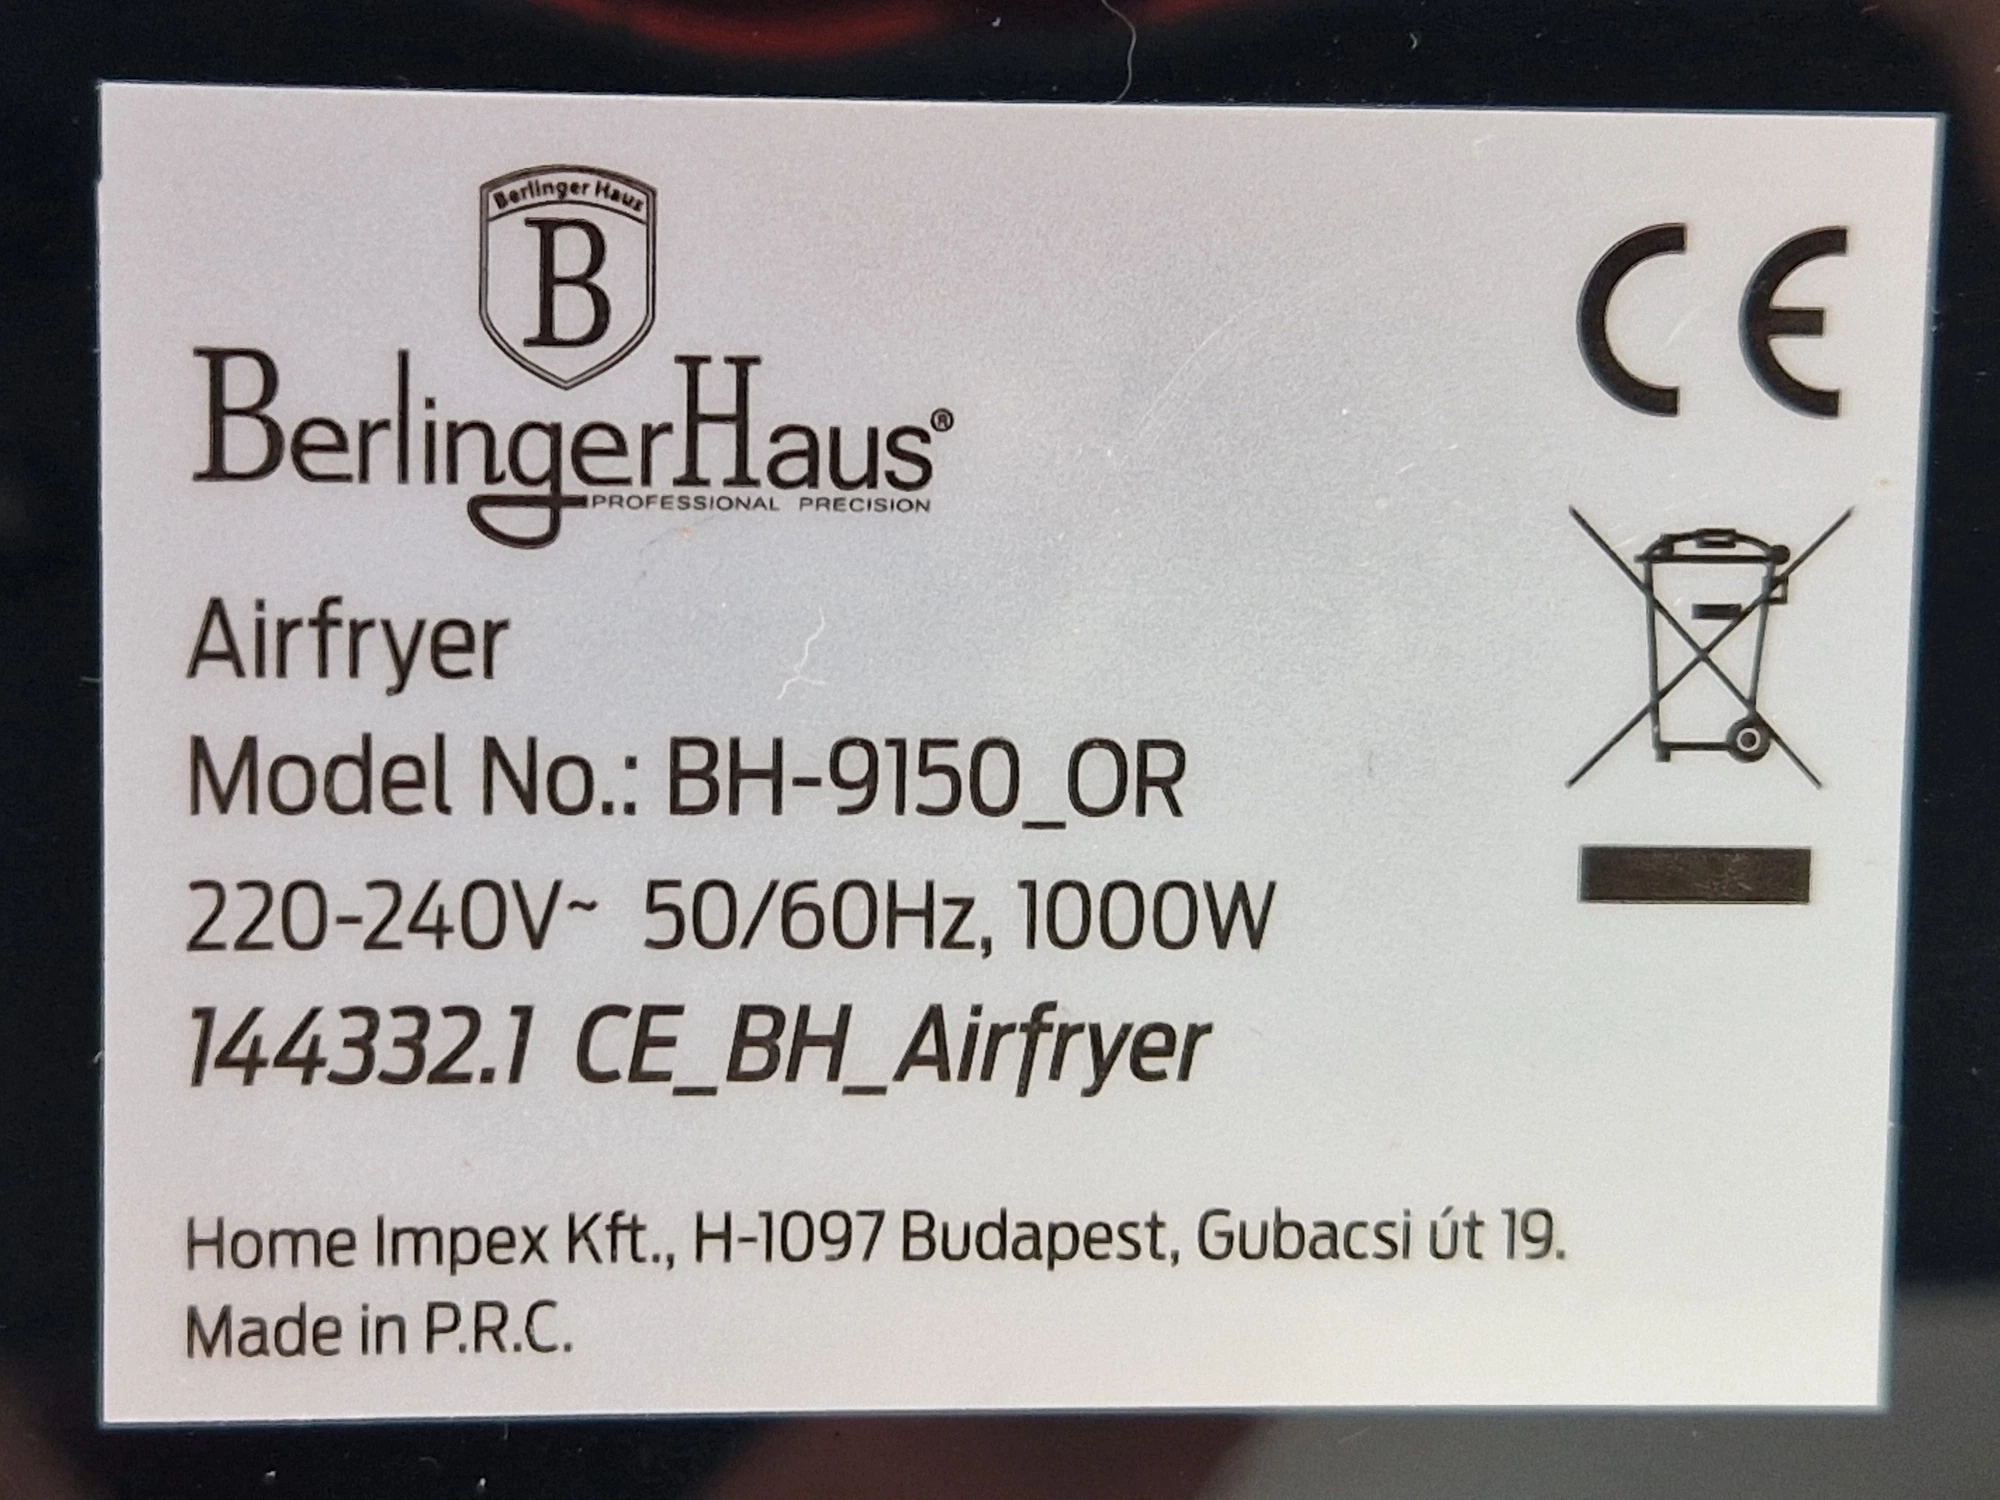 Berlinger Haus
B
BerlingerHaus®
PROFESSIONAL PRECISION
CE
Airfryer
Model No.: BH-9150_OR
220-240V~ 50/60Hz, 1000W
144332.1 CE_BH_Airfryer
Home Impex Kft., H-1097 Budapest, Gubacsi út 19.
Made in P.R.C.